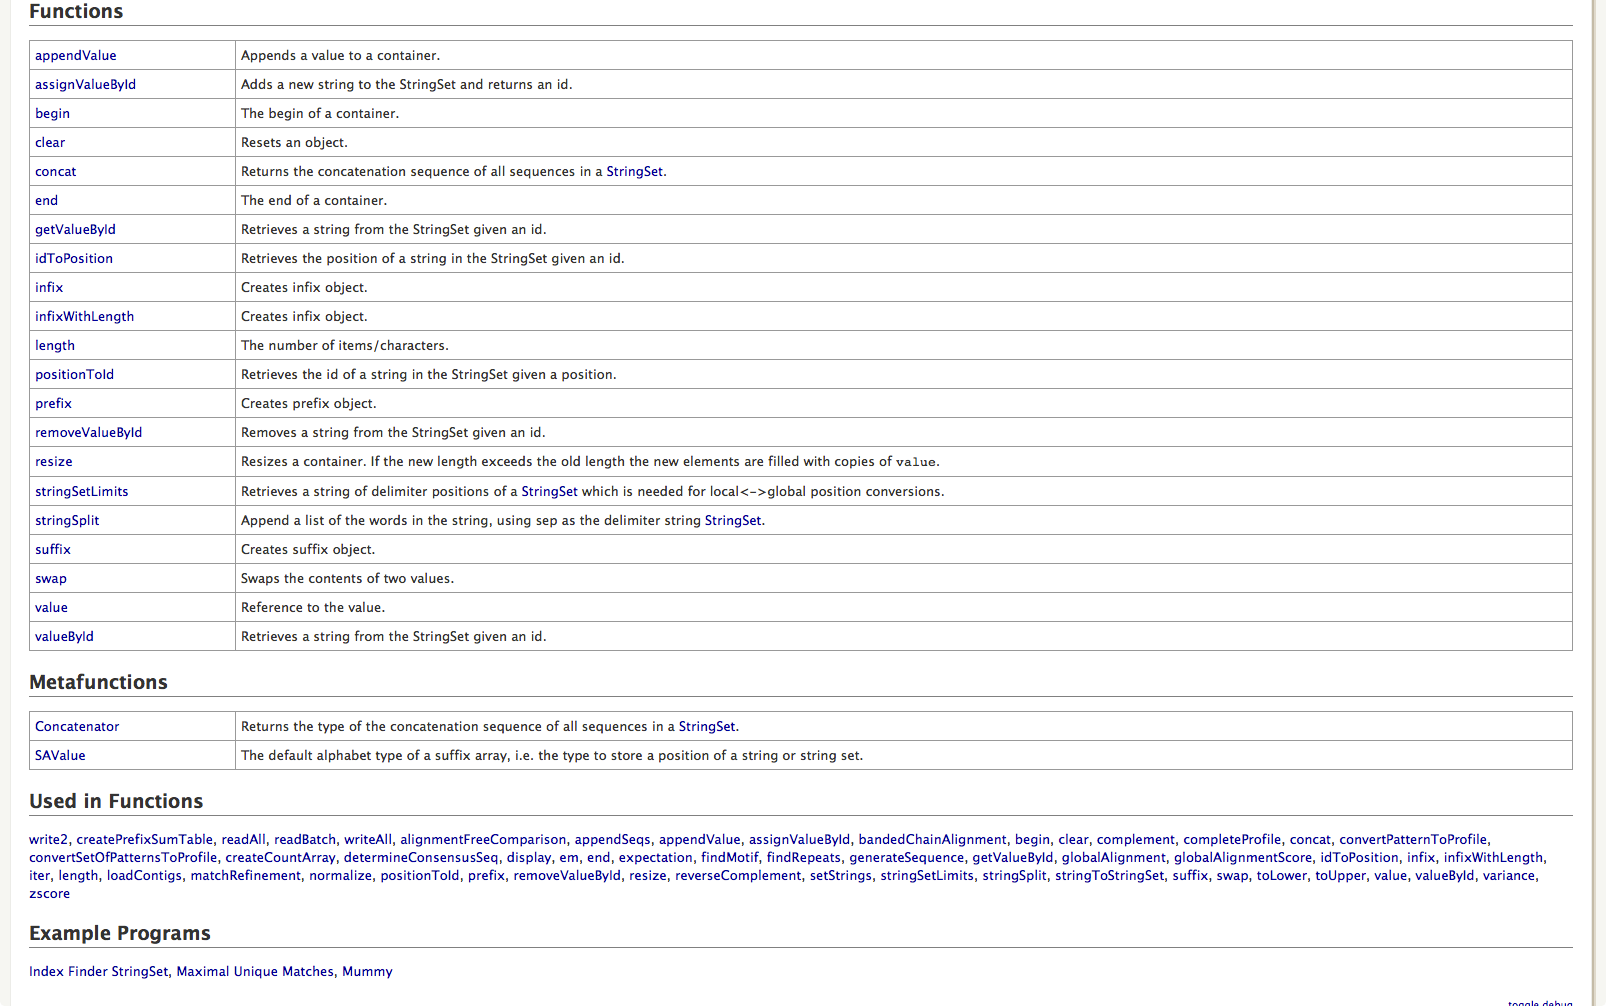 Functions
appendValue Appends a value to a container.
assignValueById Adds a new string to the StringSet and returns an id.
begin The begin of a container.
clear Resets an object.
concat Returns the concatenation sequence of all sequences in a StringSet.
end The end of a container.
getValueById Retrieves a string from the StringSet given an id.
idToPosition Retrieves the position of a string in the StringSet given an id.
infix Creates infix object.
infixWithLength Creates infix object.
length The number of items/characters.
positionToId Retrieves the id of a string in the StringSet given a position.
prefix Creates prefix object.
removeValueById Removes a string from the StringSet given an id.
resize Resizes a container. If the new length exceeds the old length the new elements are filled with copies of value.
stringSetLimits Retrieves a string of delimiter positions of a StringSet which is needed for local<->global position conversions.
stringSplit Append a list of the words in the string, using sep as the delimiter string StringSet.
suffix Creates suffix object.
swap Swaps the contents of two values.
value Reference to the value.
valueById Retrieves a string from the StringSet given an id.
Metafunctions
Concatenator Returns the type of the concatenation sequence of all sequences in a StringSet.
SAValue The default alphabet type of a suffix array, i.e. the type to store a position of a string or string set.
Used in Functions
write2, createPrefixSumTable, readAll, readBatch, writeAll, alignmentFreeComparison, appendSeqs, appendValue, assignValueById, bandedChainAlignment, begin, clear, complement, completeProfile, concat, convertPatternToProfile,
convertSetOfPatternsToProfile, createCountArray, determineConsensusSeq, display, em, end, expectation, findMotif, findRepeats, generateSequence, getValueById, globalAlignment, globalAlignmentScore, idToPosition, infix, infixWithLength,
iter, length, loadContigs, matchRefinement, normalize, positionToId, prefix, removeValueById, resize, reverseComplement, setStrings, stringSetLimits, stringSplit, stringToStringSet, suffix, swap, toLower, toUpper, value, valueById, variance,
zscore
Example Programs
Index Finder StringSet, Maximal Unique Matches, Mummy
toggle debug